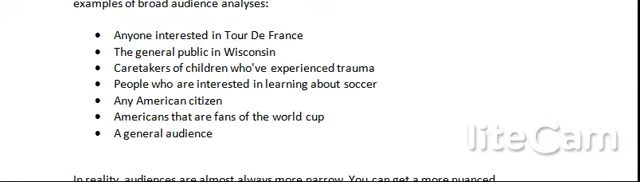 examples of broad audience analyses:
• Anyone interested in Tour De France
• The general public in Wisconsin
• Caretakers of children who've experienced trauma
• People who are interested in learning about soccer
• Any American citizen
• Americans that are fans of the world cup
• A general audience
liteCam
In reality, audiences are almost always more narrow. You can get a more nuanced